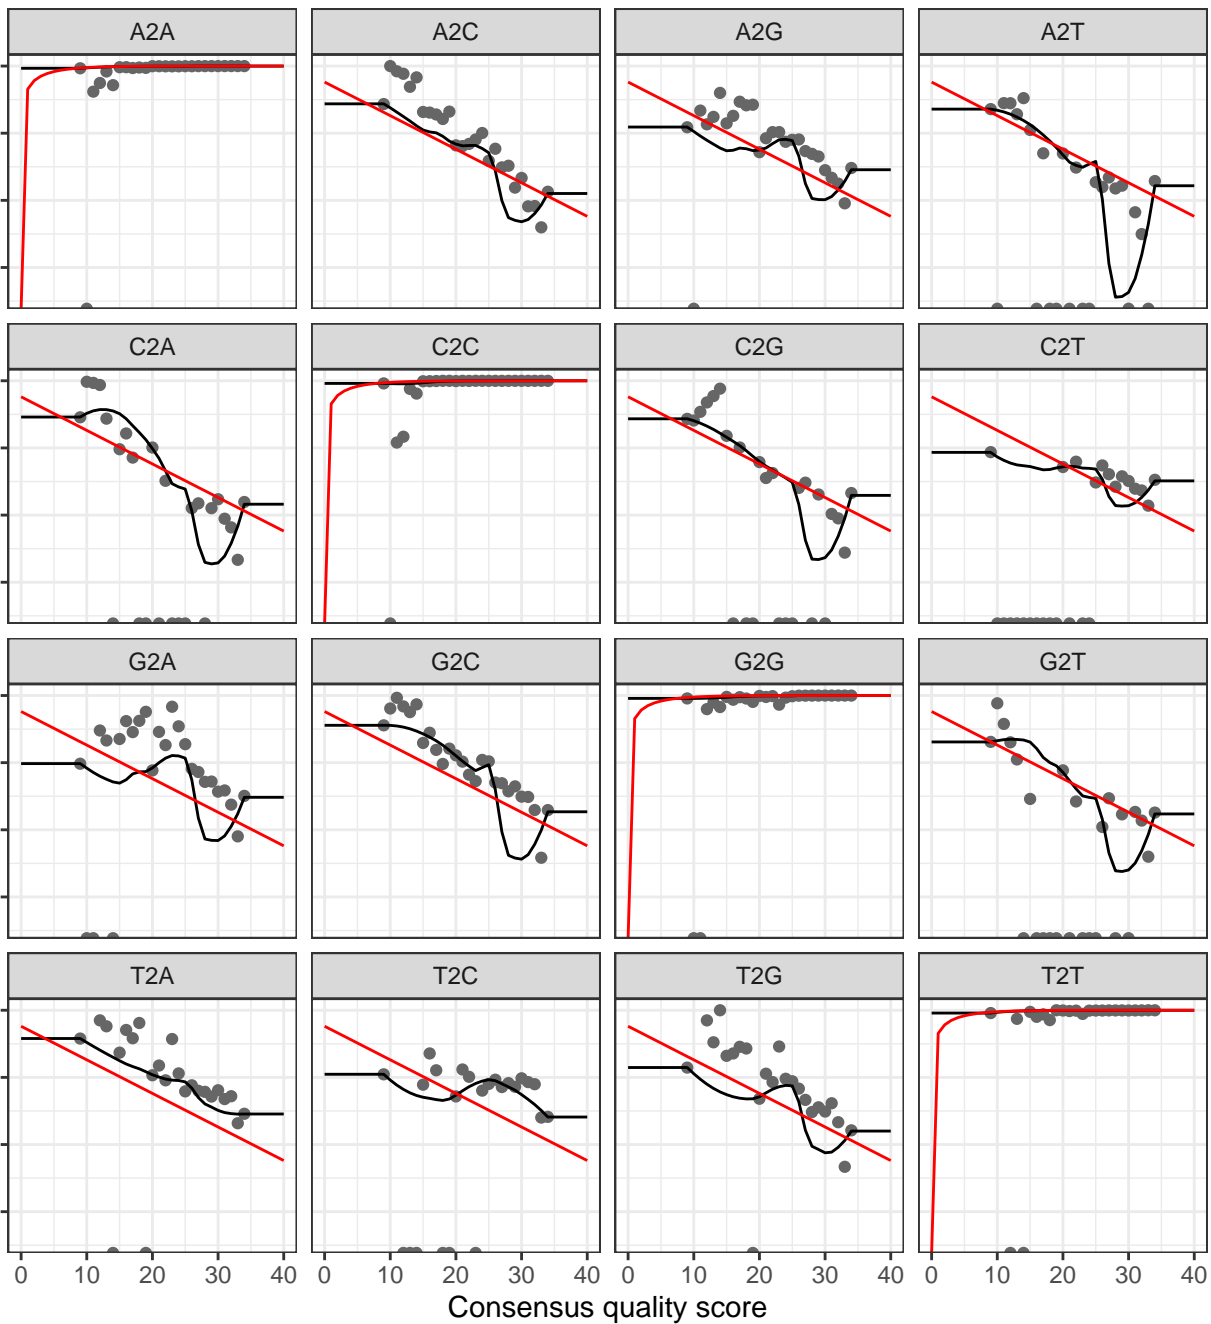 A2A A2C A2G A2T
C2A C2C C2G C2T
G2A G2C G2G G2T
T2A T2C T2G T2T
0 10 20 30 40 0 10 20 30 40 0 10 20 30 40 0 10 20 30 40
Consensus quality score